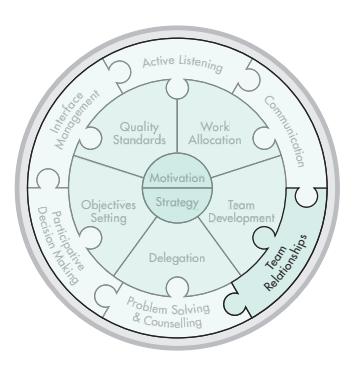 Active Listening
Communication
Team
Relationships
Problem Solving
& Counselling
Participative
Decision Making
Interface
Management
Quality
Standards
Work
Allocation
Team
Development
Delegation
Objectives
Setting
Motivation
Strategy